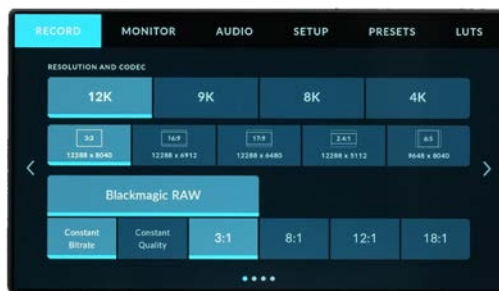 RECORD MONITOR AUDIO SETUP PRESETS LUTS
RESOLUTION AND CODEC
12K 9K 8K 4K
3:2 16:9 17:9 2.4:1 6:5
12288 x 8040 12288 x 6912 12288 x 6480 12288 x 5112 9648 x 8040
Blackmagic RAW
Constant Bitrate Constant Quality 3:1 8:1 12:1 18:1